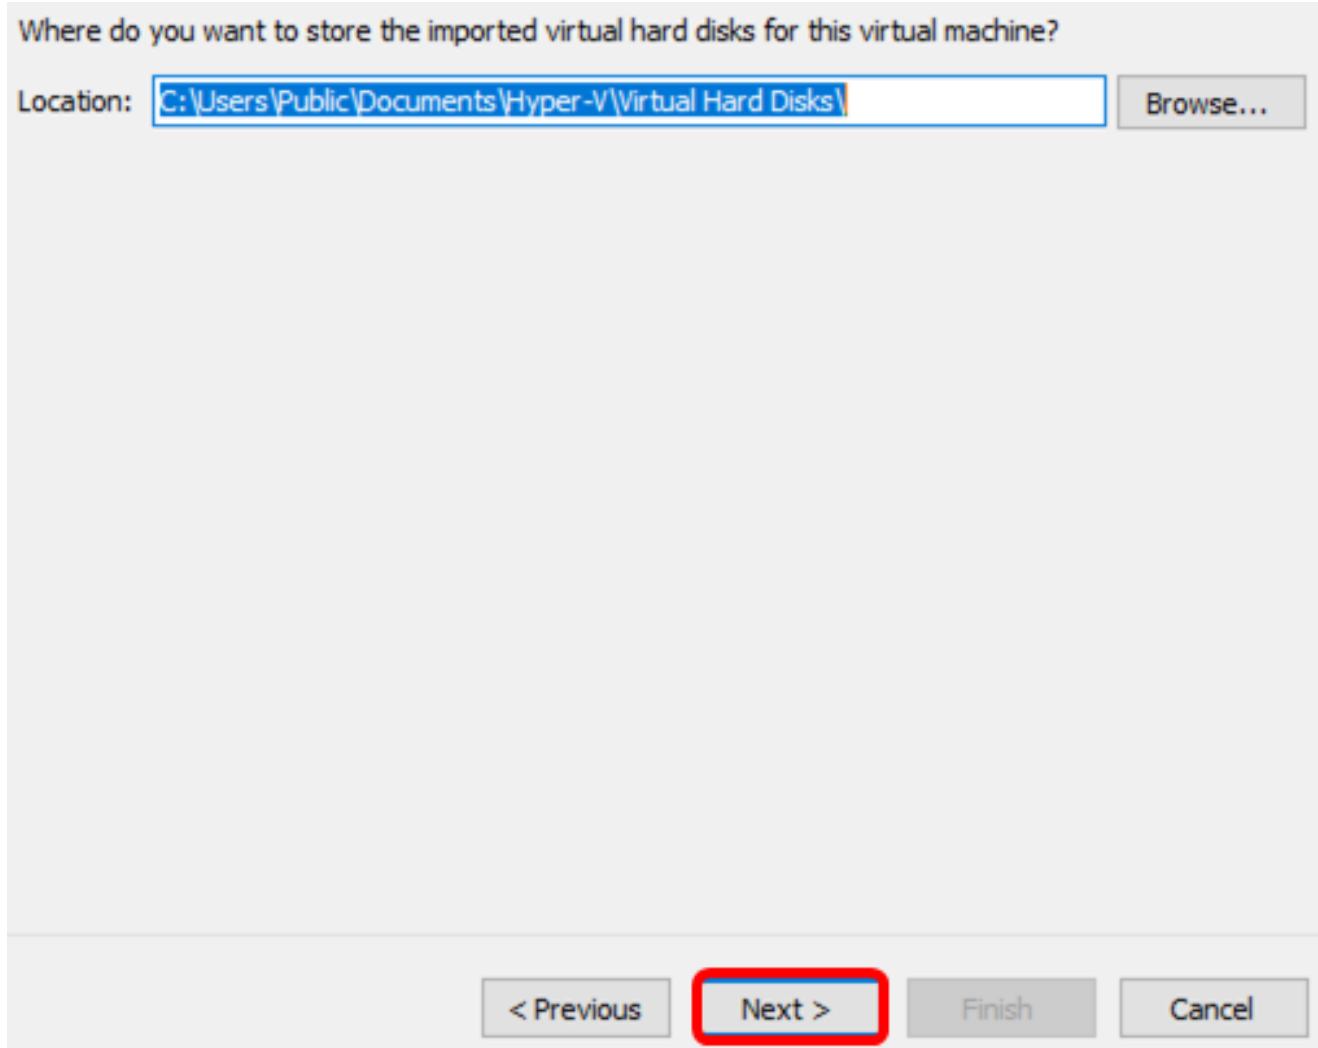 Where do you want to store the imported virtual hard disks for this virtual machine?
Location: C:\Users\Public\Documents\Hyper-V\Virtual Hard Disks\ Browse...
< Previous Next > Finish Cancel